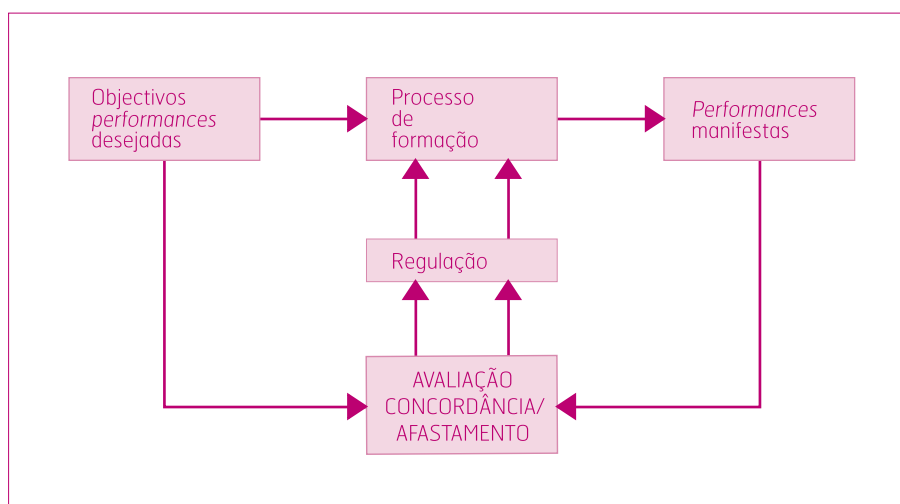 Objectivos
performances
desejadas
Processo
de
formação
Performances
manifestas
Regulação
AVALIAÇÃO
CONCORDÂNCIA/
AFASTAMENTO